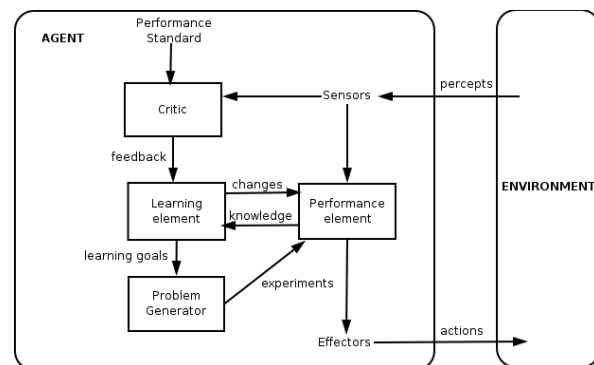 Performance
Standard
AGENT
percepts
Sensors
Critic
feedback
changes
Learning
element
knowledge
Performance
element
ENVIRONMENT
learning goals
experiments
Problem
Generator
Effectors
actions